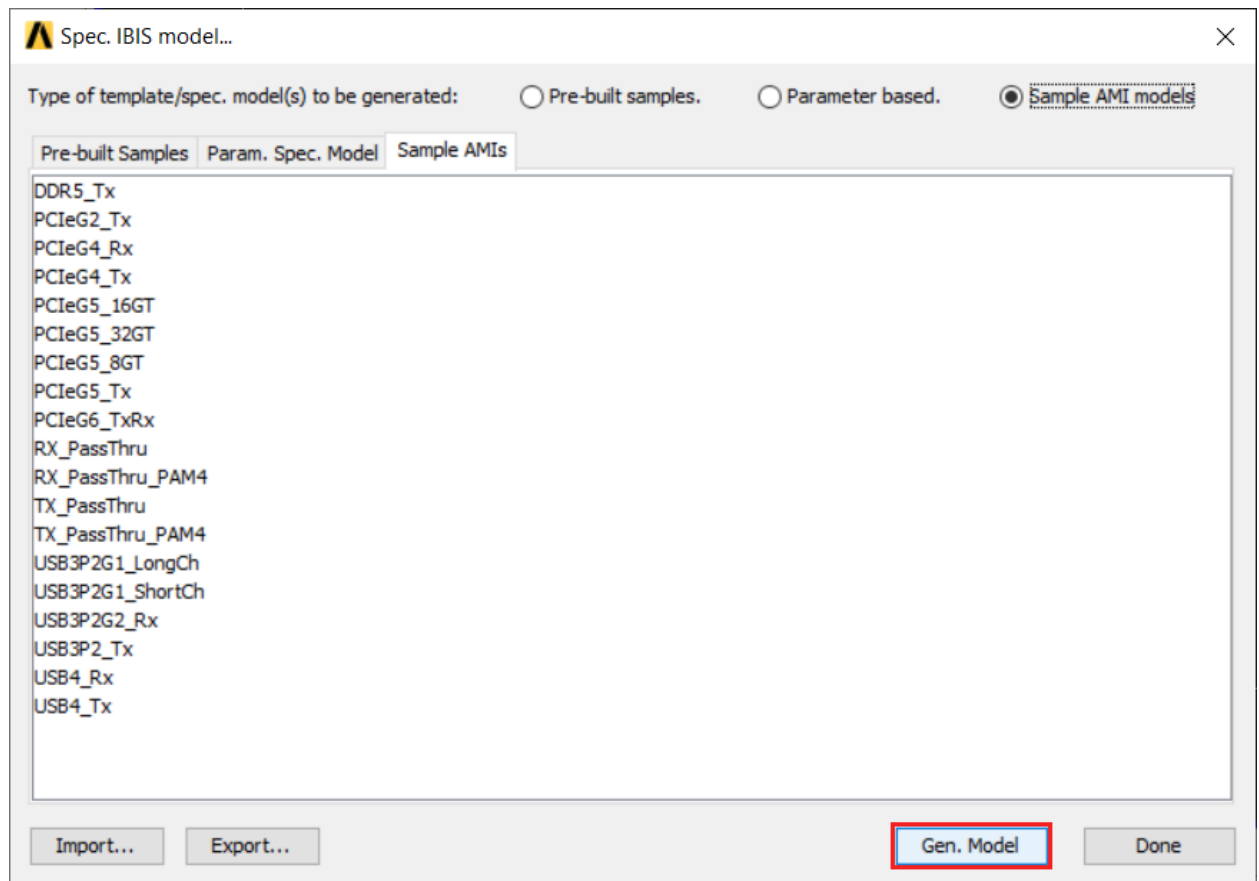 Spec. IBIS model...
Type of template/spec. model(s) to be generated: Pre-built samples. Parameter based. Sample AMI models
Pre-built Samples Param. Spec. Model Sample AMIs
DDR5_Tx
PCIeG2_Tx
PCIeG4_Rx
PCIeG4_Tx
PCIeG5_16GT
PCIeG5_32GT
PCIeG5_8GT
PCIeG5_Tx
PCIeG6_TxRx
RX_PassThru
RX_PassThru_PAM4
TX_PassThru
TX_PassThru_PAM4
USB3P2G1_LongCh
USB3P2G1_ShortCh
USB3P2G2_Rx
USB3P2_Tx
USB4_Rx
USB4_Tx
Import... Export... Gen. Model Done